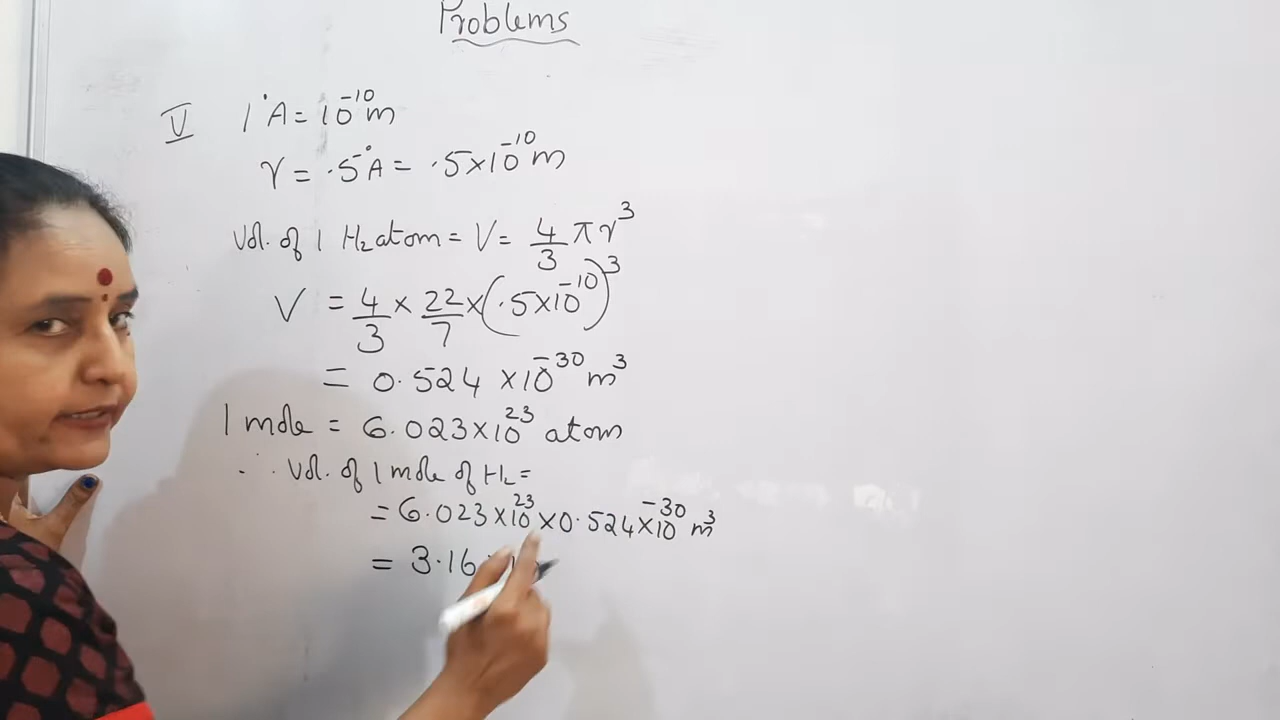 Problems
V 1°A = 10⁻¹⁰m
r = .5°A = .5×10⁻¹⁰m
Vol. of 1 H₂ atom = V = 4/3 π r³
V = 4/3 × 22/7 × (.5×10⁻¹⁰)³
= 0.524 ×10⁻³⁰ m³
1 mole = 6.023×10²³ atom
∴ Vol. of 1 mole of H₂ =
= 6.023×10²³ × 0.524×10⁻³⁰ m³
= 3.16